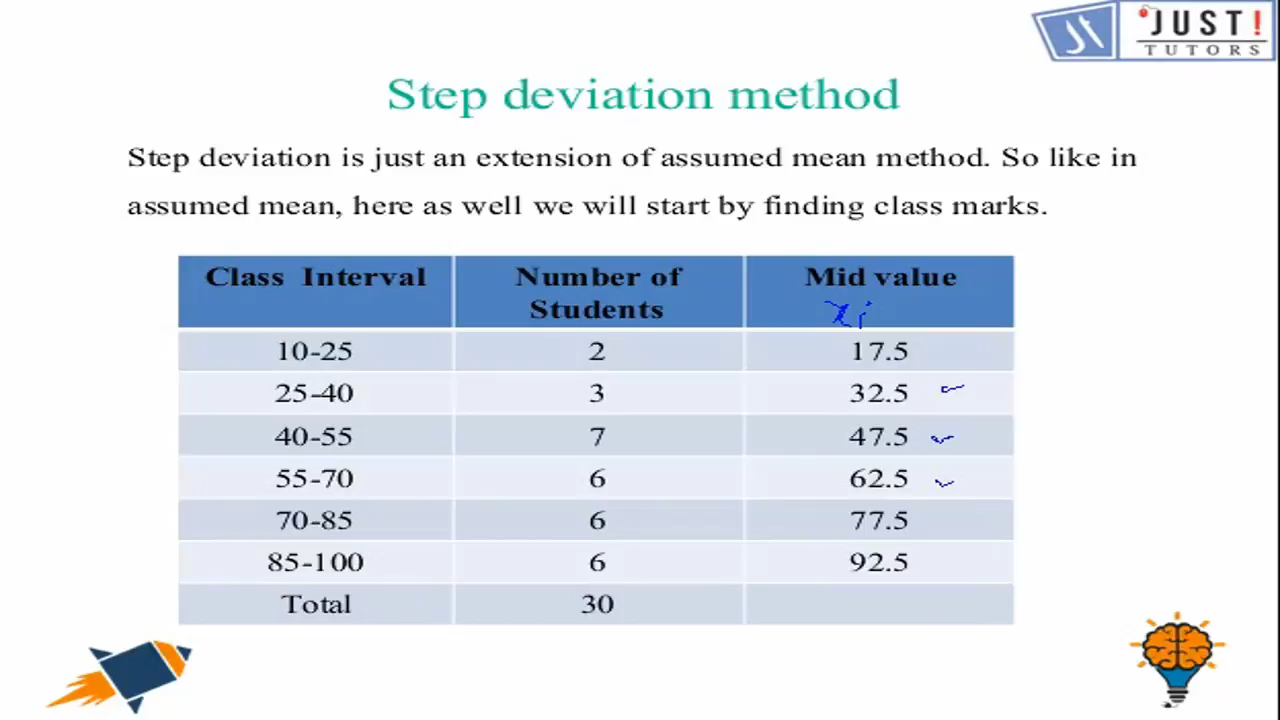 JUST!
TUTORS
Step deviation method
Step deviation is just an extension of assumed mean method. So like in
assumed mean, here as well we will start by finding class marks.
Class Interval Number of Students Mid value xi
10-25 2 17.5
25-40 3 32.5
40-55 7 47.5
55-70 6 62.5
70-85 6 77.5
85-100 6 92.5
Total 30